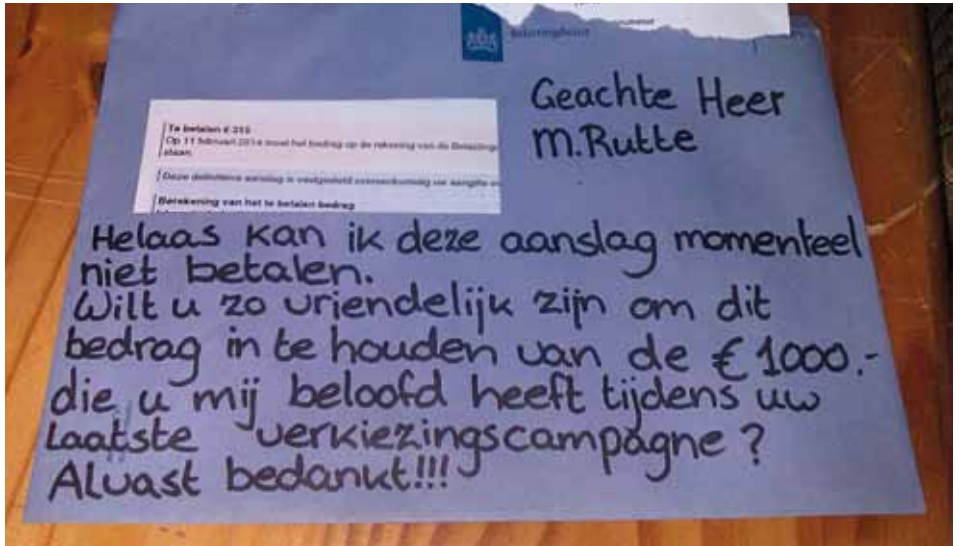 Belastingdienst
Geachte Heer
M.Rutte
Te betalen € 255
Op 11 februari 2014 moet het bedrag op de rekening van de
staan.
Deze definitieve aanslag is vastgesteld overeenkomstig uw aangifte
Berekening van het te betalen bedrag
Helaas kan ik deze aanslag momenteel
niet betalen.
Wilt u zo vriendelijk zijn om dit
bedrag in te houden van de € 1000.-
die u mij beloofd heeft tijdens uw
Laatste verkiezingscampagne ?
Alvast bedankt!!!